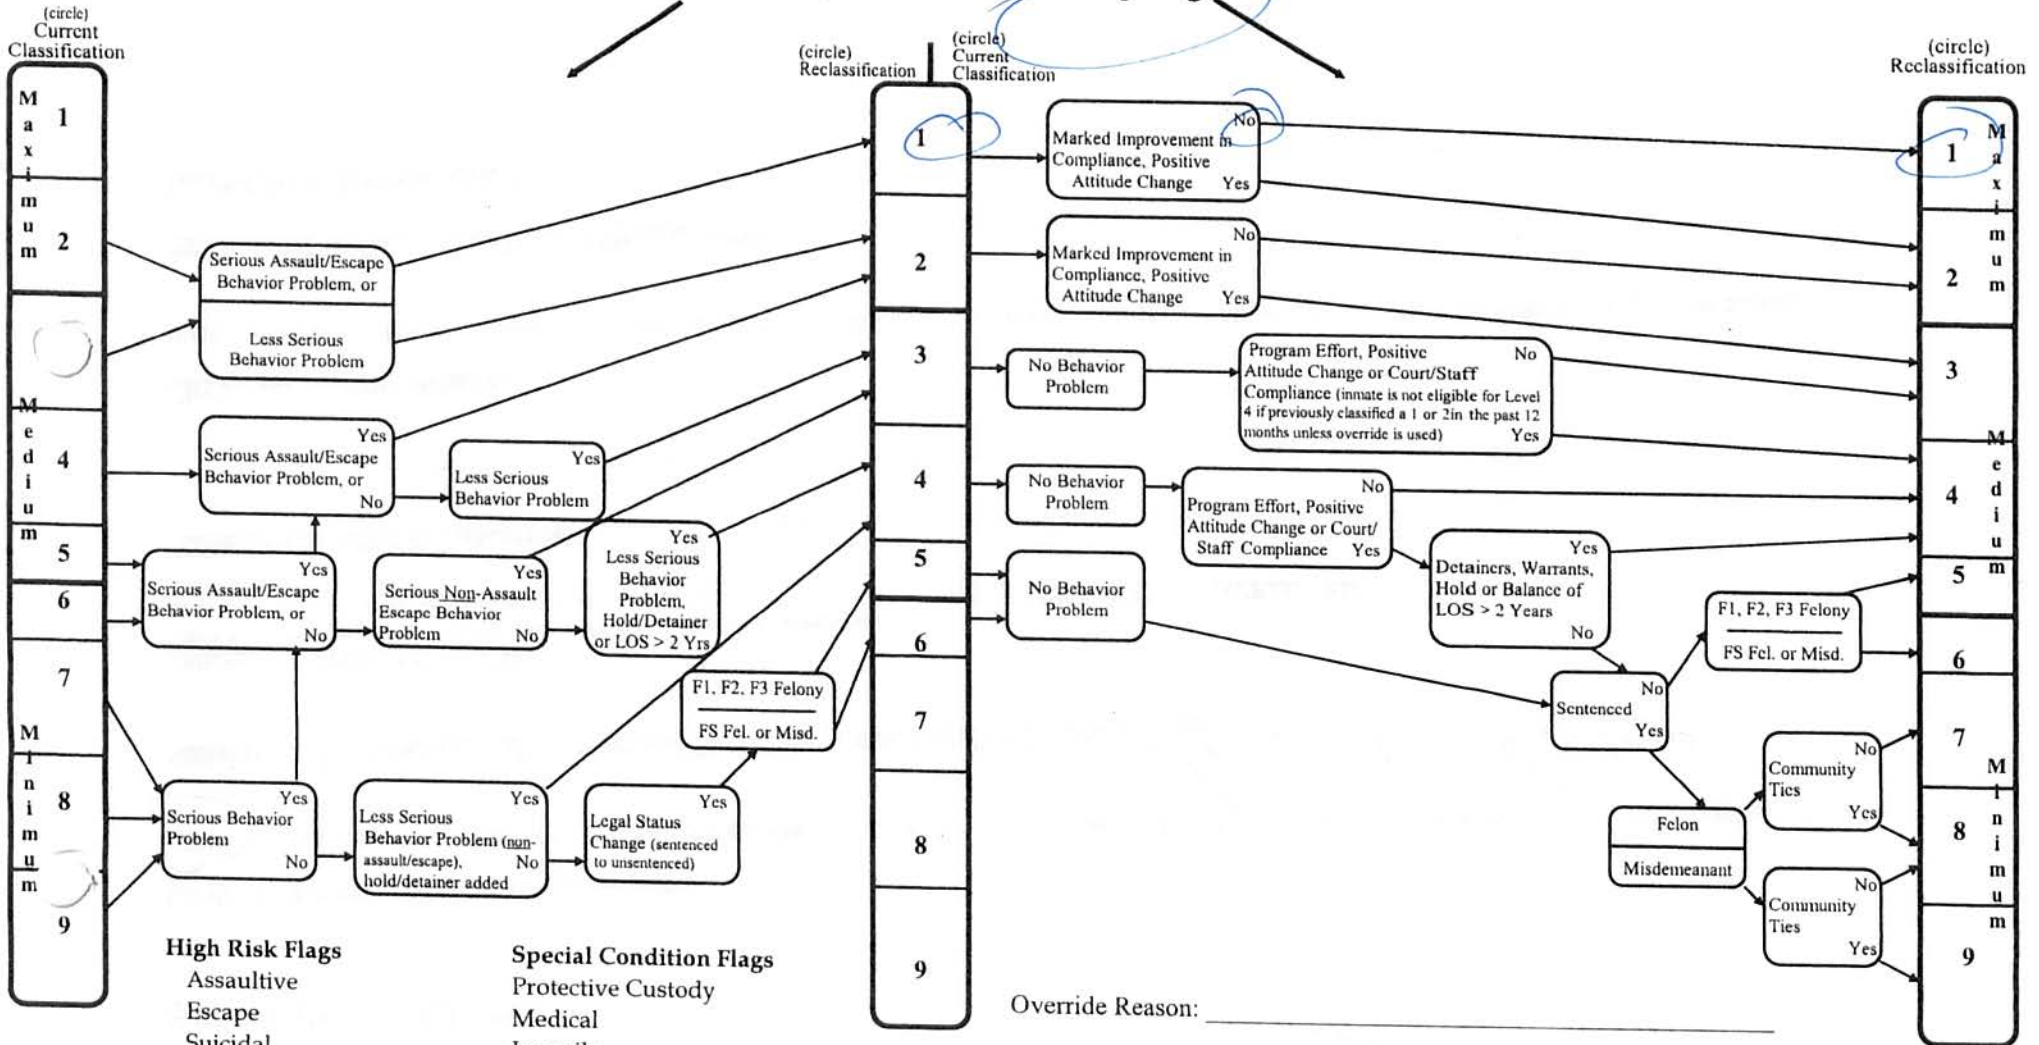 (circle)
Current
Classification
Maximum
1
2
Medium
4
5
6
7
Minimum
8
9
Serious Assault/Escape
Behavior Problem, or
Less Serious
Behavior Problem
Yes
Serious Assault/Escape
Behavior Problem, or
No
Yes
Less Serious
Behavior Problem
Yes
Serious Assault/Escape
Behavior Problem, or
No
Yes
Serious Non-Assault
Escape Behavior
Problem No
Yes
Less Serious
Behavior
Problem,
Hold/Detainer
or LOS > 2 Yrs
F1, F2, F3 Felony
FS Fel. or Misd.
Yes
Serious Behavior
Problem
No
Yes
Less Serious
Behavior Problem (non-
assault/escape), No
hold/detainer added
Yes
Legal Status
Change (sentenced
to unsentenced)
High Risk Flags
Assaultive
Escape
Suicidal
Special Condition Flags
Protective Custody
Medical
(circle)
Reclassification
(circle)
Current
Classification
1
2
3
4
5
6
7
8
9
No
Marked Improvement in
Compliance, Positive
Attitude Change Yes
No
Marked Improvement in
Compliance, Positive
Attitude Change Yes
No Behavior
Problem
Program Effort, Positive No
Attitude Change or Court/Staff
Compliance (inmate is not eligible for Level
4 if previously classified a 1 or 2in the past 12
months unless override is used) Yes
No Behavior
Problem
No
Program Effort, Positive
Attitude Change or Court/
Staff Compliance Yes
No Behavior
Problem
Yes
Detainers, Warrants,
Hold or Balance of
LOS > 2 Years
No
F1, F2, F3 Felony
FS Fel. or Misd.
No
Sentenced
Yes
Felon
Misdemeanant
No
Community
Ties
Yes
No
Community
Ties
Yes
Override Reason:
(circle)
Reclassification
Maximum
1
2
3
Medium
4
5
6
7
Minimum
8
9